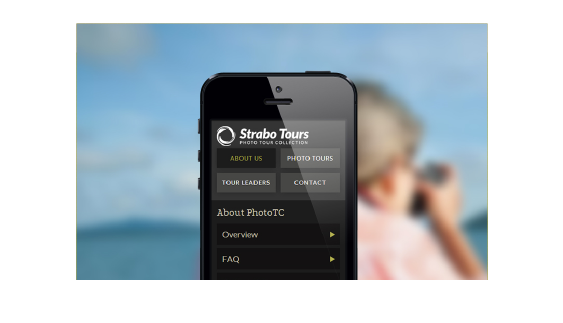 Strabo Tours
PHOTO TOUR COLLECTION
ABOUT US
PHOTO TOURS
TOUR LEADERS
CONTACT
About PhotoTC
Overview
FAQ